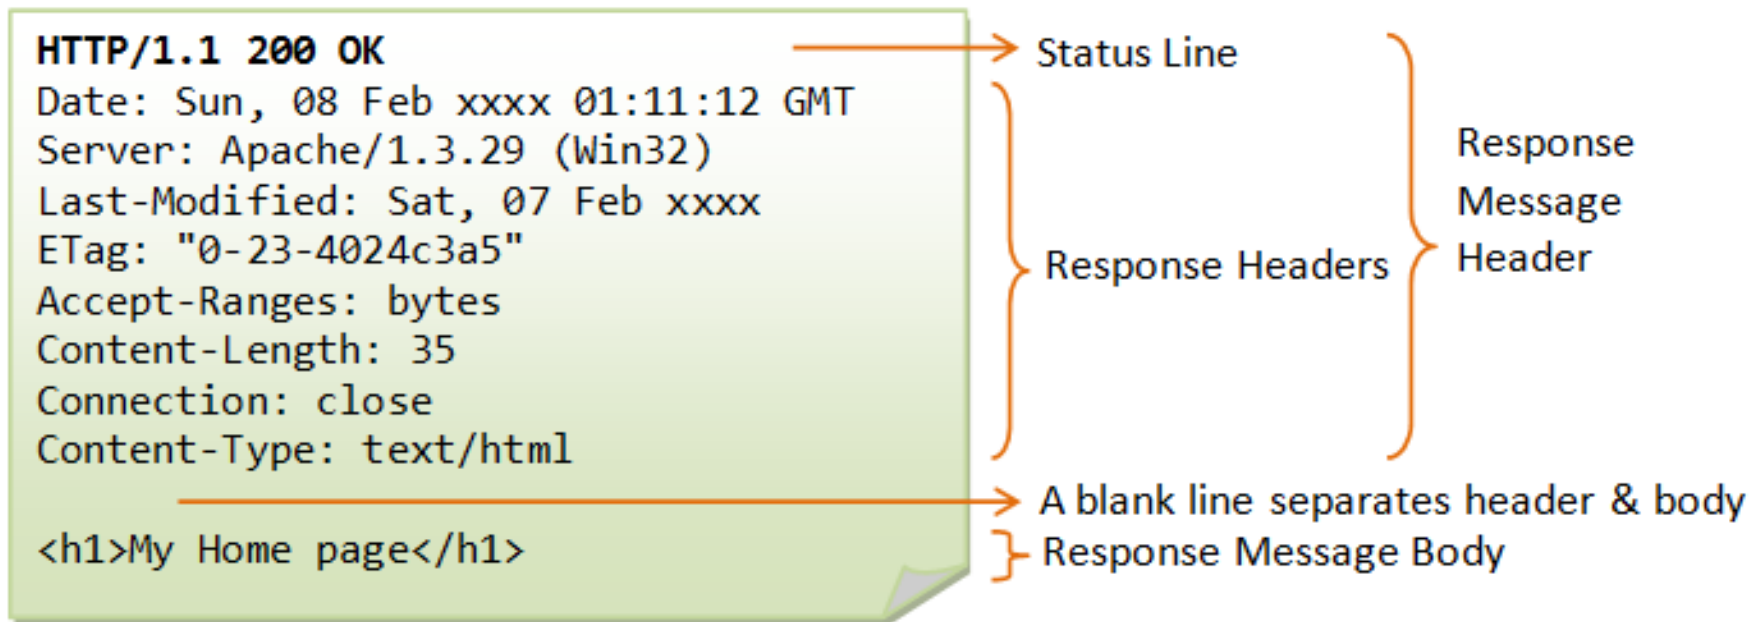 HTTP/1.1 200 OK
Date: Sun, 08 Feb xxxx 01:11:12 GMT
Server: Apache/1.3.29 (Win32)
Last-Modified: Sat, 07 Feb xxxx
ETag: "0-23-4024c3a5"
Accept-Ranges: bytes
Content-Length: 35
Connection: close
Content-Type: text/html
<h1>My Home page</h1>
Status Line
Response Headers
Response
Message
Header
A blank line separates header & body
Response Message Body